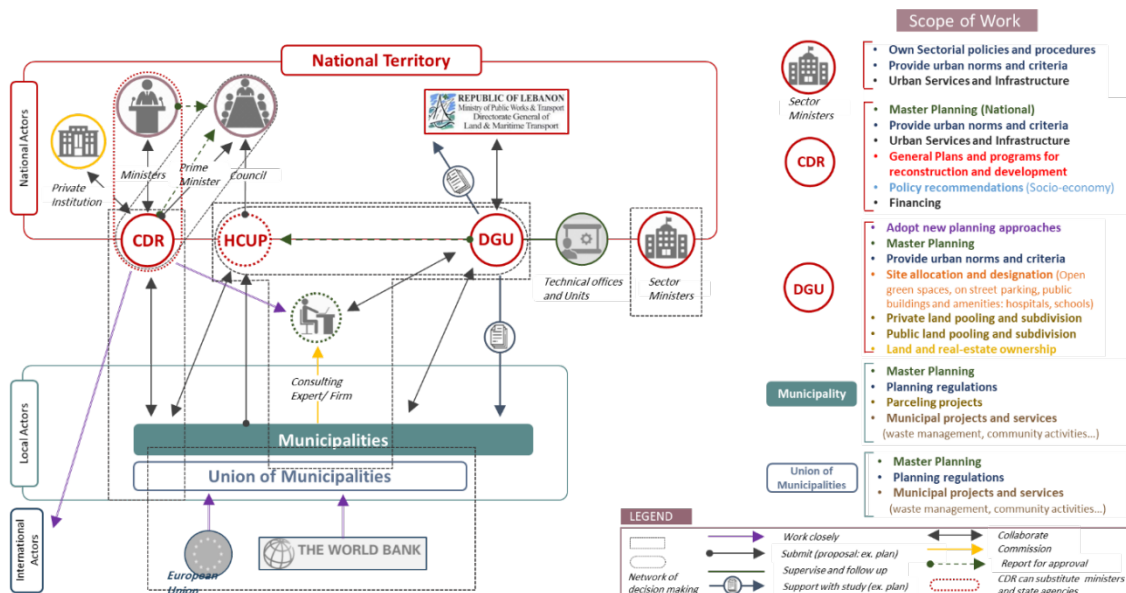 Scope of Work
National Territory
National Actors
Private
Institution
Ministers
Prime
Minister
Council
REPUBLIC OF LEBANON
Ministry of Public Works & Transport
Directorate General of
Land & Maritime Transport
CDR
HCUP
DGU
Technical offices
and Units
Sector
Ministers
Consulting
Expert/ Firm
Local Actors
Municipalities
Union of Municipalities
International
Actors
European
Union
THE WORLD BANK
Sector
Ministers
• Own Sectorial policies and procedures
• Provide urban norms and criteria
• Urban Services and Infrastructure
CDR
• Master Planning (National)
• Provide urban norms and criteria
• Urban Services and Infrastructure
• General Plans and programs for
reconstruction and development
• Policy recommendations (Socio-economy)
• Financing
DGU
• Adopt new planning approaches
• Master Planning
• Provide urban norms and criteria
• Site allocation and designation (Open
green spaces, on street parking, public
buildings and amenities: hospitals, schools)
• Private land pooling and subdivision
• Public land pooling and subdivision
• Land and real-estate ownership
Municipality
• Master Planning
• Planning regulations
• Parceling projects
• Municipal projects and services
(waste management, community activities...)
Union of
Municipalities
• Master Planning
• Planning regulations
• Municipal projects and services
(waste management, community activities...)
LEGEND
Network of
decision making
Work closely
Submit (proposal: ex. plan)
Supervise and follow up
Support with study (ex. plan)
Collaborate
Commission
Report for approval
CDR can substitute ministers
and state agencies